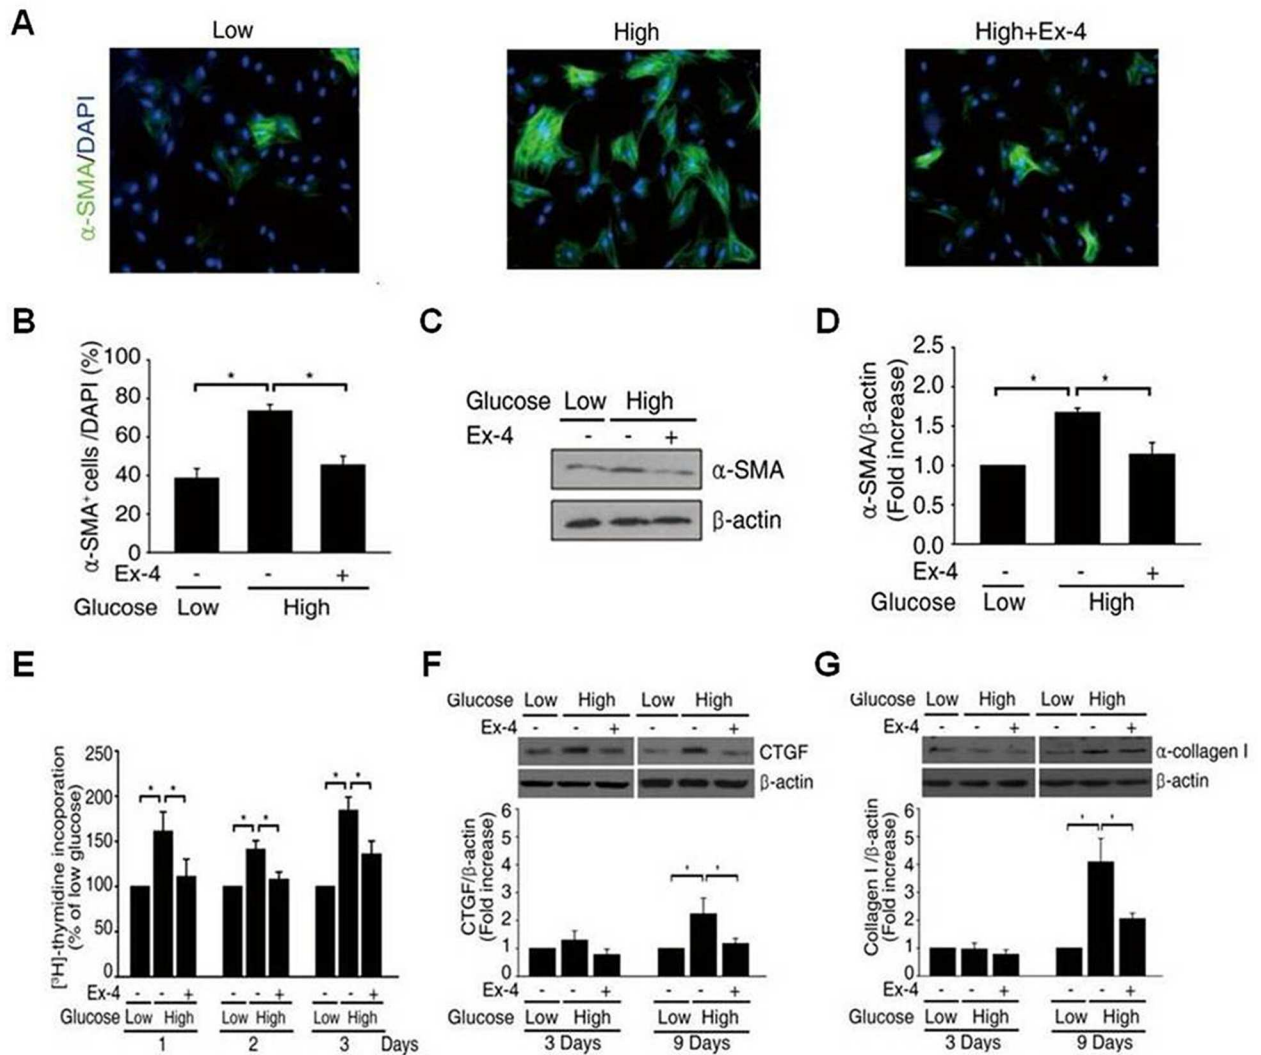 A
Low
High
High+Ex-4
α-SMA/DAPI
B
α-SMA⁺ cells /DAPI (%)
100
80
60
40
20
0
*
*
Ex-4 - - +
Glucose Low High
C
Glucose Low High
Ex-4 - - +
α-SMA
β-actin
D
α-SMA/β-actin
(Fold increase)
2.5
2.0
1.5
1.0
0.5
0.0
*
*
Ex-4 - - +
Glucose Low High
E
[³H]-thymidine incoporation
(% of low glucose)
250
200
150
100
50
0
* *
* *
* *
Ex-4 - - + - - + - - +
Glucose Low High Low High Low High
1 2 3 Days
F
Glucose Low High Low High
Ex-4 - - + - - +
CTGF
β-actin
CTGF/β-actin
(Fold increase)
6
5
4
3
2
1
0
Ex-4 - - + - - +
Glucose Low High Low High
3 Days 9 Days
G
Glucose Low High Low High
Ex-4 - - + - - +
α-collagen I
β-actin
Collagen I /β-actin
(Fold increase)
6
5
4
3
2
1
0
Ex-4 - - + - - +
Glucose Low High Low High
3 Days 9 Days